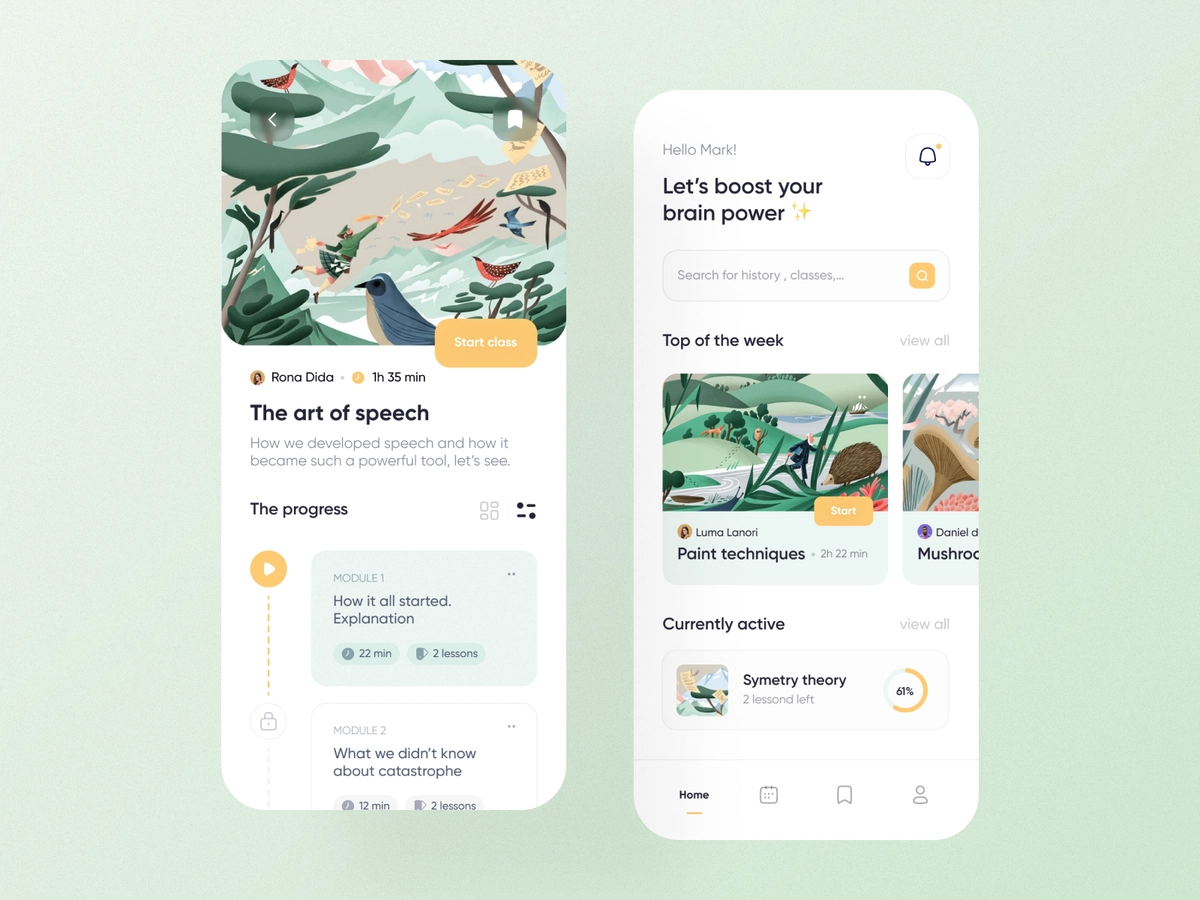 Start class
Rona Dida
1h 35 min
The art of speech
How we developed speech and how it
became such a powerful tool, let's see.
The progress
MODULE 1
How it all started.
Explanation
22 min
2 lessons
MODULE 2
What we didn't know
about catastrophe
12 min
2 lessons
Hello Mark!
Let's boost your
brain power ✨
Search for history , classes,...
Top of the week
view all
Start
Luma Lanori
Paint techniques
2h 22 min
Daniel d
Mushroo
Currently active
view all
Symetry theory
2 lessond left
61%
Home